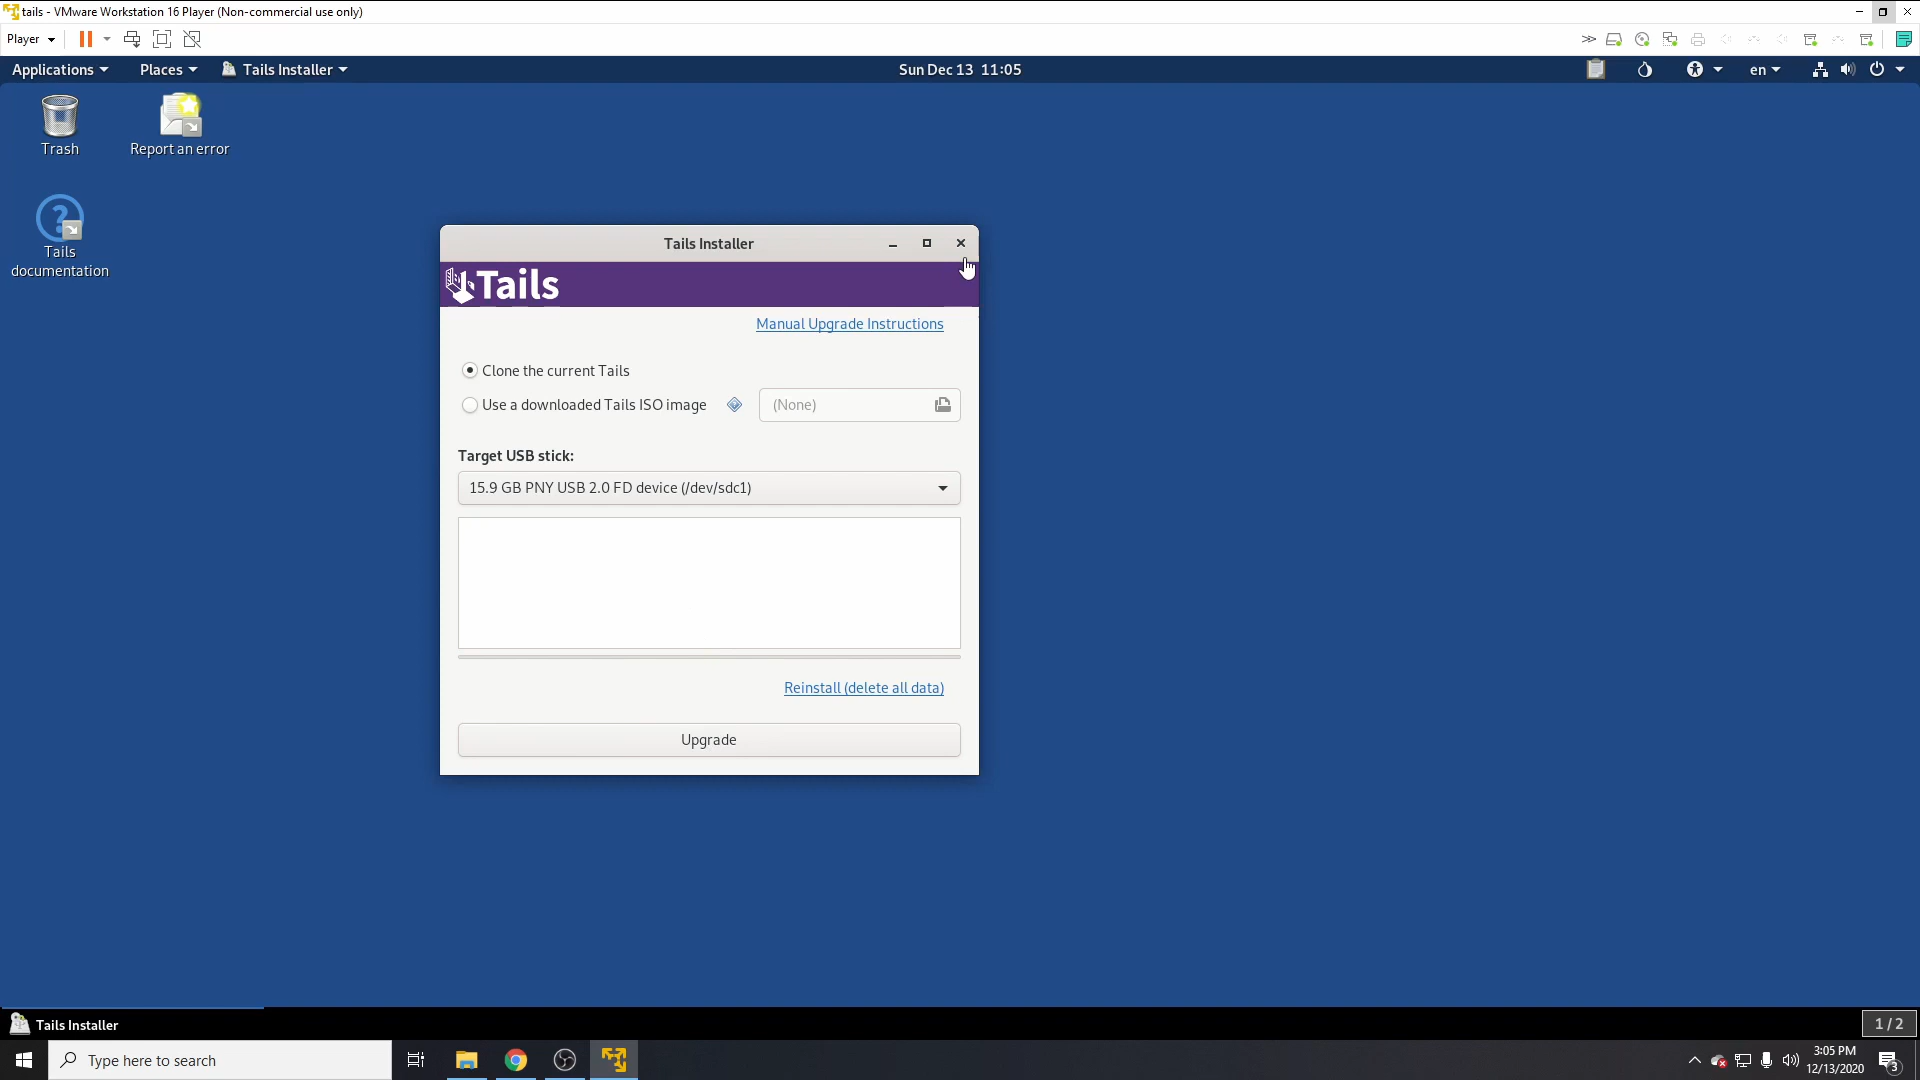 tails - VMware Workstation 16 Player (Non-commercial use only)
Player
Applications Places Tails Installer Sun Dec 13 11:05 en
Trash
Report an error
Tails
documentation
Tails Installer
Tails
Manual Upgrade Instructions
Clone the current Tails
Use a downloaded Tails ISO image (None)
Target USB stick:
15.9 GB PNY USB 2.0 FD device (/dev/sdc1)
Reinstall (delete all data)
Upgrade
Tails Installer 1 / 2
Type here to search
3:05 PM
12/13/2020
3